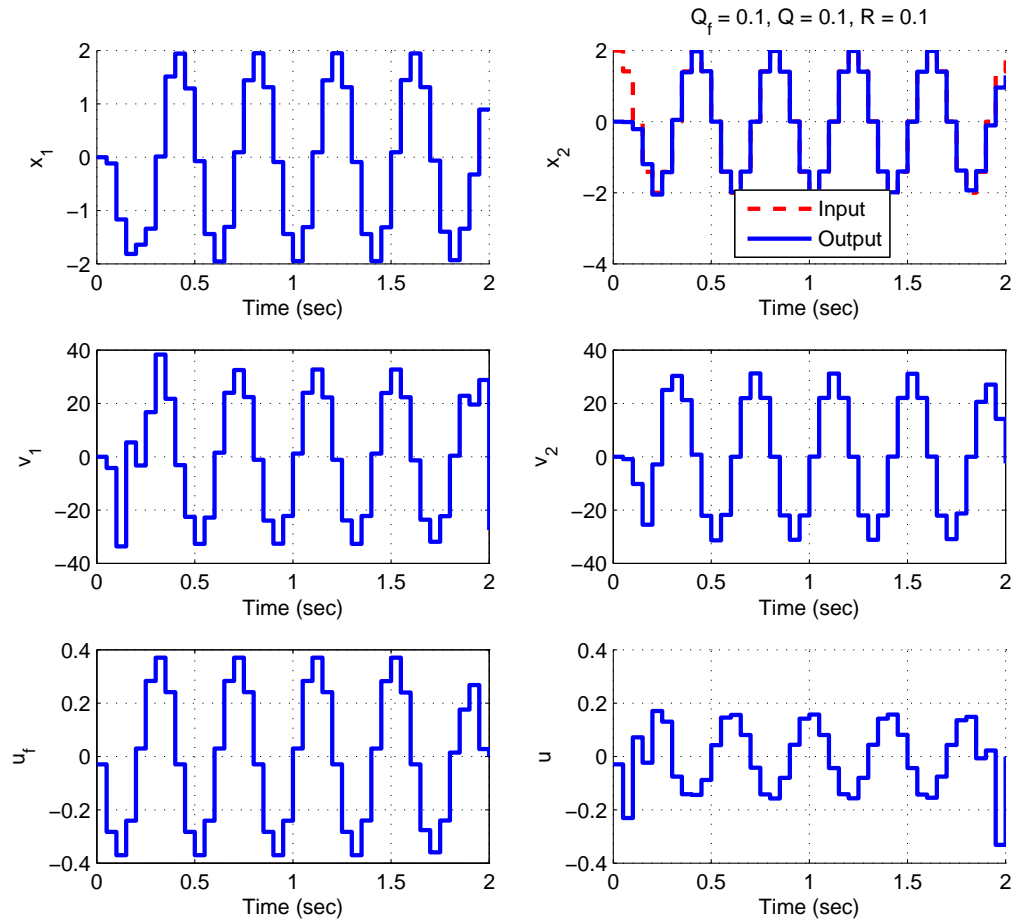 Q_f = 0.1, Q = 0.1, R = 0.1
2
1
0
−1
−2
x_1
0 0.5 1 1.5 2
Time (sec)
2
0
−2
−4
x_2
Input
Output
0 0.5 1 1.5 2
Time (sec)
40
20
0
−20
−40
v_1
0 0.5 1 1.5 2
Time (sec)
40
20
0
−20
−40
v_2
0 0.5 1 1.5 2
Time (sec)
0.4
0.2
0
−0.2
−0.4
u_f
0 0.5 1 1.5 2
Time (sec)
0.4
0.2
0
−0.2
−0.4
u
0 0.5 1 1.5 2
Time (sec)